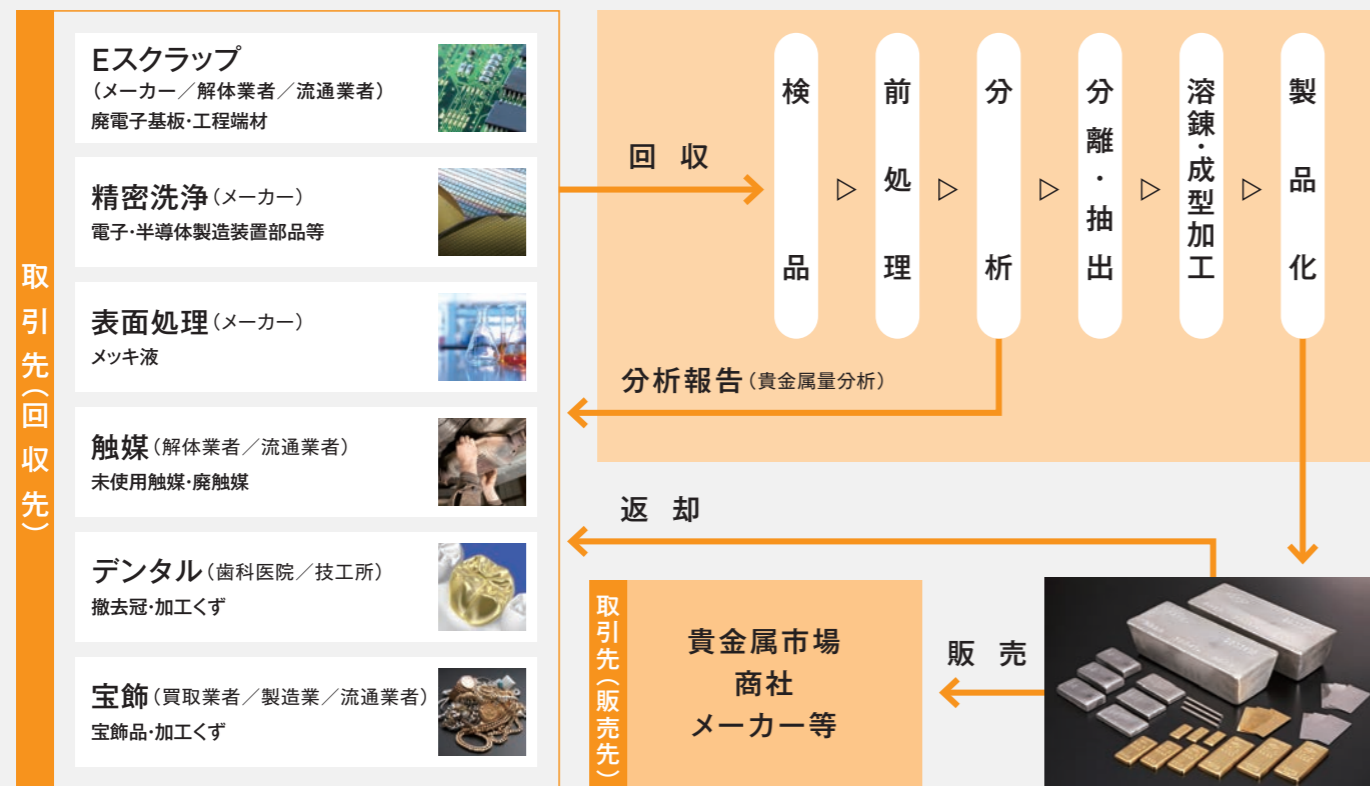 取引先（回収先）
Eスクラップ
（メーカー／解体業者／流通業者）
廃電子基板・工程端材
精密洗浄（メーカー）
電子・半導体製造装置部品等
表面処理（メーカー）
メッキ液
触媒（解体業者／流通業者）
未使用触媒・廃触媒
デンタル（歯科医院／技工所）
撤去冠・加工くず
宝飾（買取業者／製造業／流通業者）
宝飾品・加工くず
回収
検品
▷
前処理
▷
分析
▷
分離・抽出
▷
溶錬・成型加工
▷
製品化
分析報告（貴金属量分析）
返却
取引先（販売先）
貴金属市場
商社
メーカー等
販売